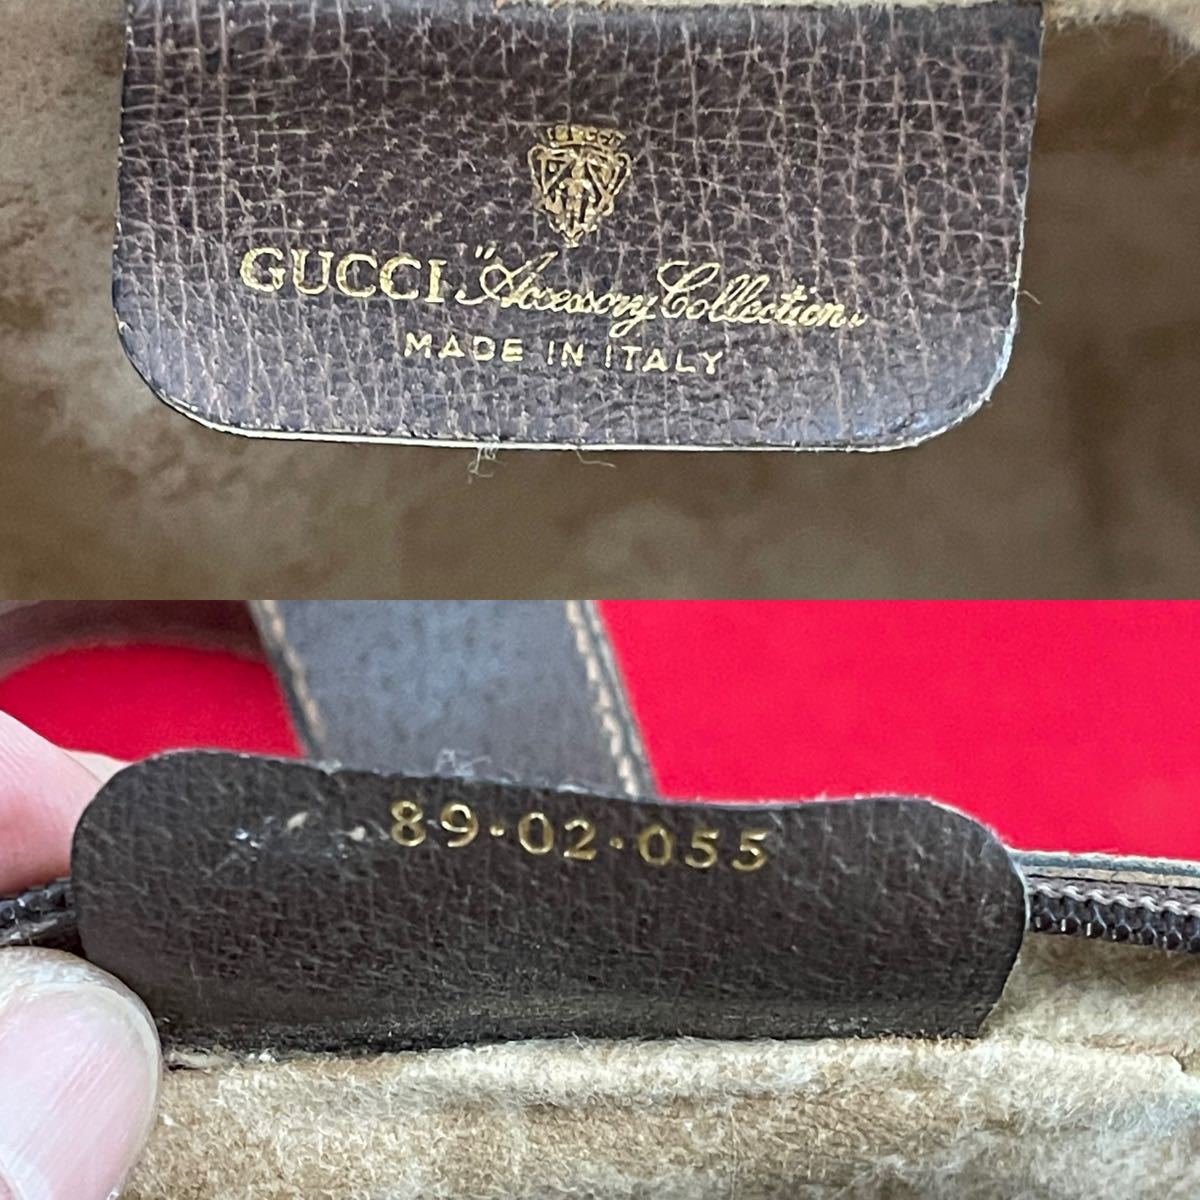 GUCCI "Accessory Collection"
MADE IN ITALY
89·02·055